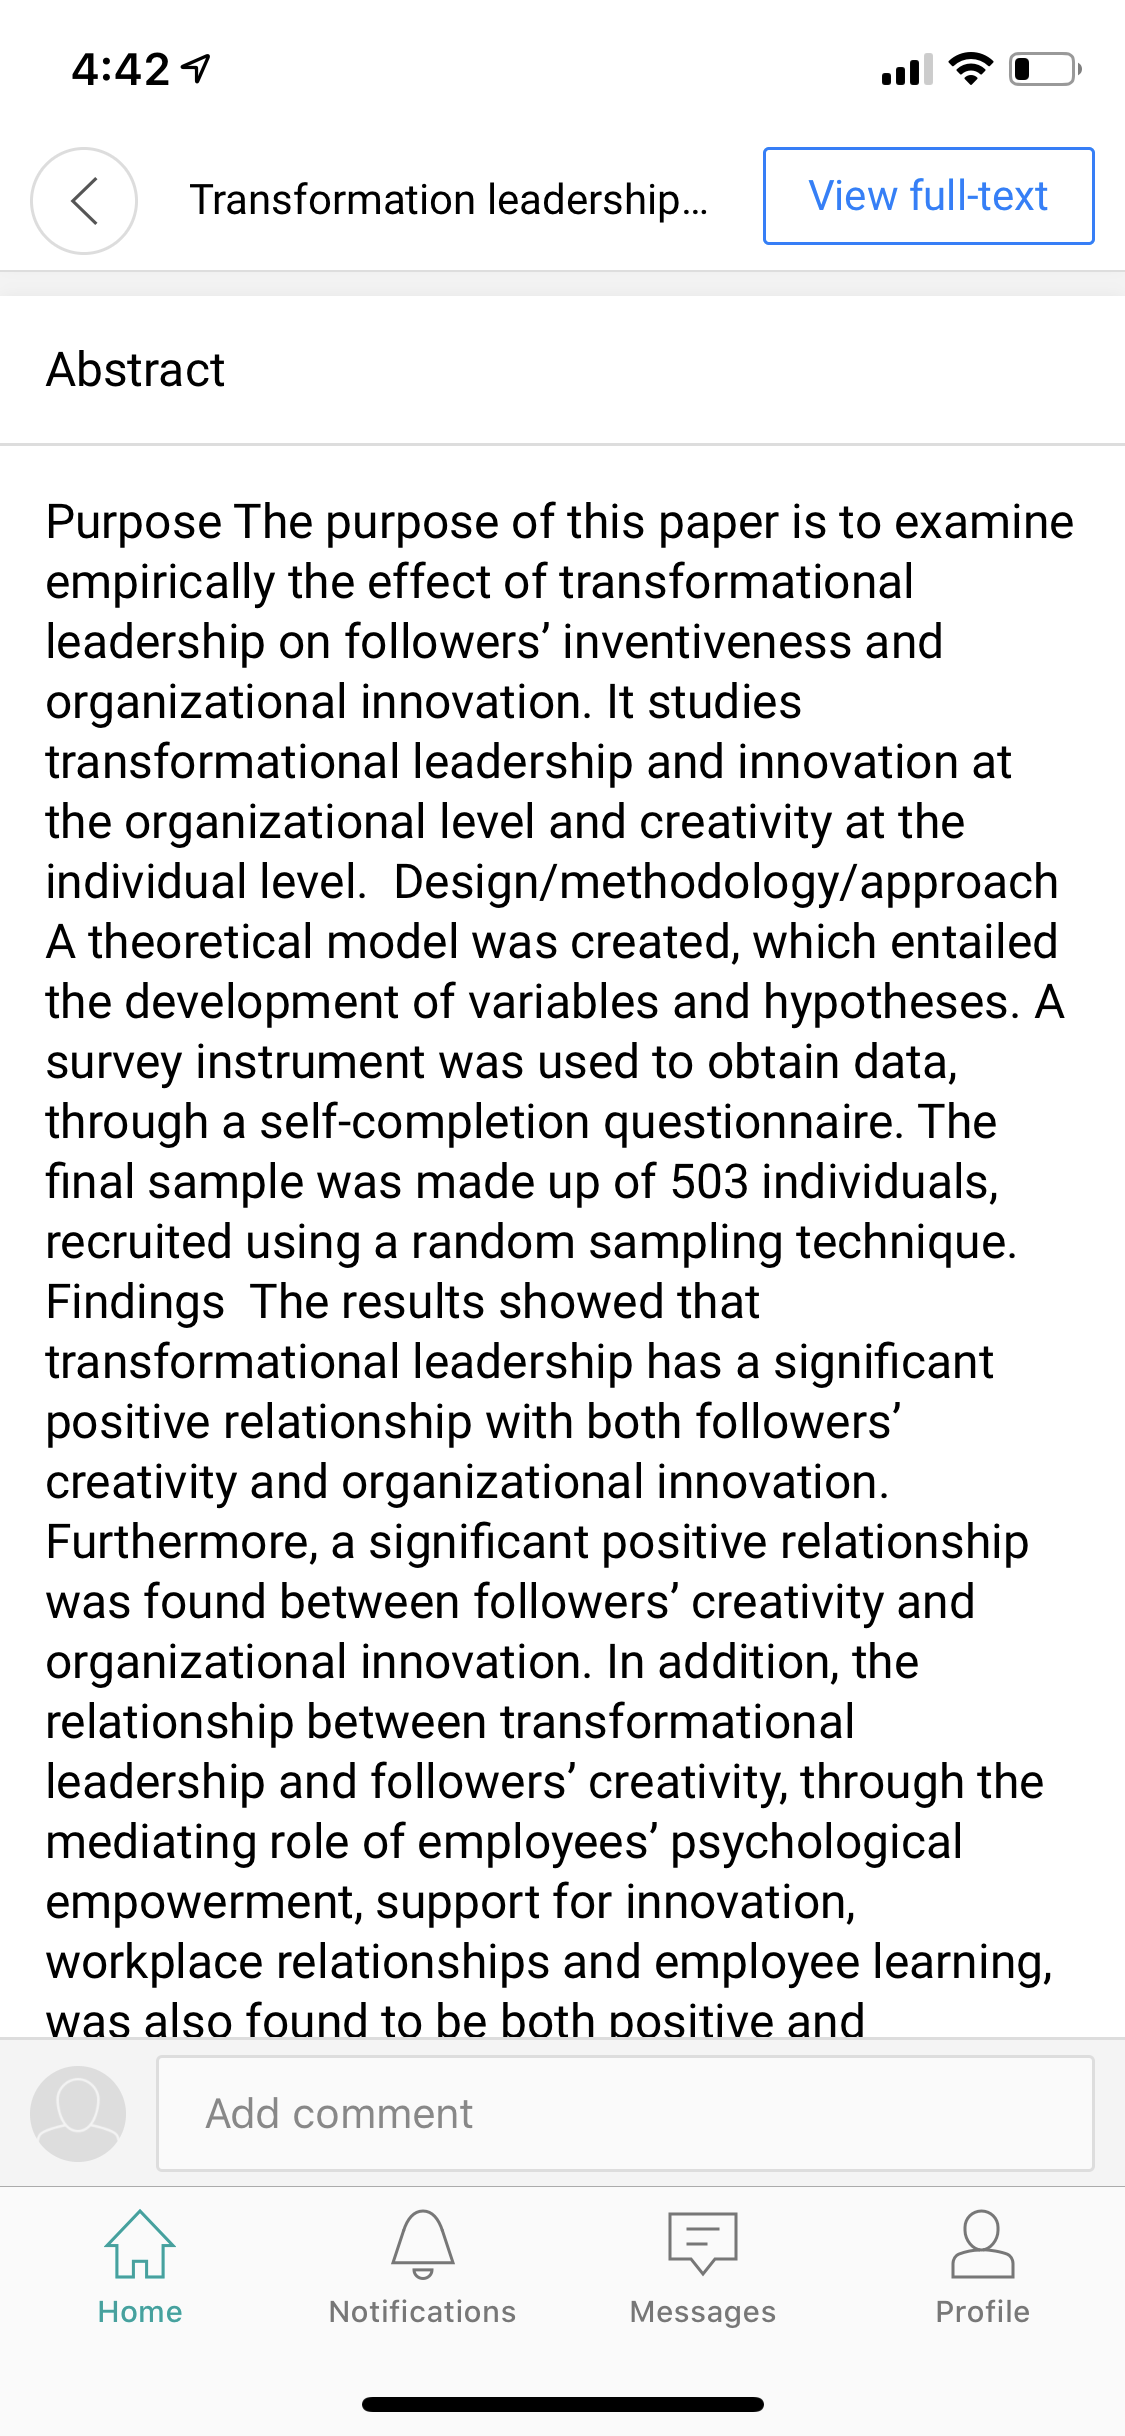 4:42
Transformation leadership...
View full-text
Abstract
Purpose The purpose of this paper is to examine
empirically the effect of transformational
leadership on followers’ inventiveness and
organizational innovation. It studies
transformational leadership and innovation at
the organizational level and creativity at the
individual level.  Design/methodology/approach
A theoretical model was created, which entailed
the development of variables and hypotheses. A
survey instrument was used to obtain data,
through a self-completion questionnaire. The
final sample was made up of 503 individuals,
recruited using a random sampling technique.
Findings  The results showed that
transformational leadership has a significant
positive relationship with both followers’
creativity and organizational innovation.
Furthermore, a significant positive relationship
was found between followers’ creativity and
organizational innovation. In addition, the
relationship between transformational
leadership and followers’ creativity, through the
mediating role of employees’ psychological
empowerment, support for innovation,
workplace relationships and employee learning,
was also found to be both positive and
Add comment
Home
Notifications
Messages
Profile